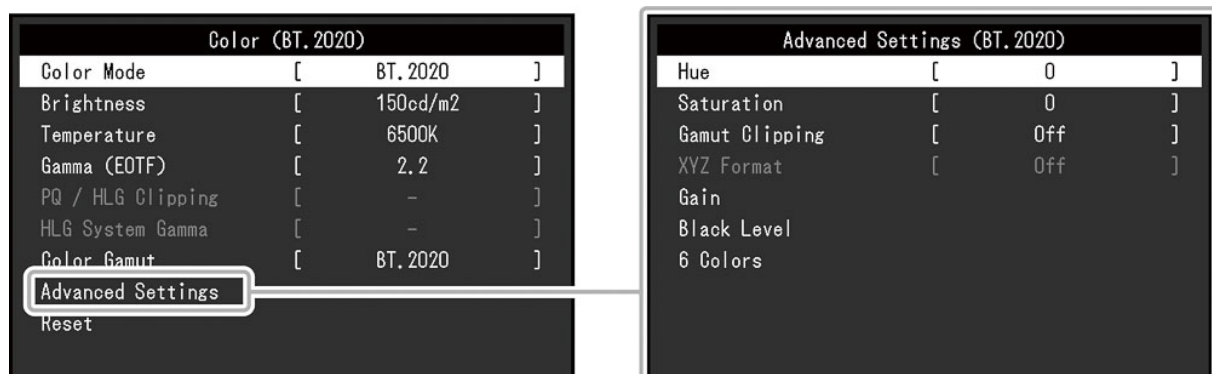 Color (BT.2020)
Color Mode [ BT.2020 ]
Brightness [ 150cd/m2 ]
Temperature [ 6500K ]
Gamma (EOTF) [ 2.2 ]
PQ / HLG Clipping [ - ]
HLG System Gamma [ - ]
Color Gamut [ BT.2020 ]
Advanced Settings
Reset
Advanced Settings (BT.2020)
Hue [ 0 ]
Saturation [ 0 ]
Gamut Clipping [ Off ]
XYZ Format [ Off ]
Gain
Black Level
6 Colors